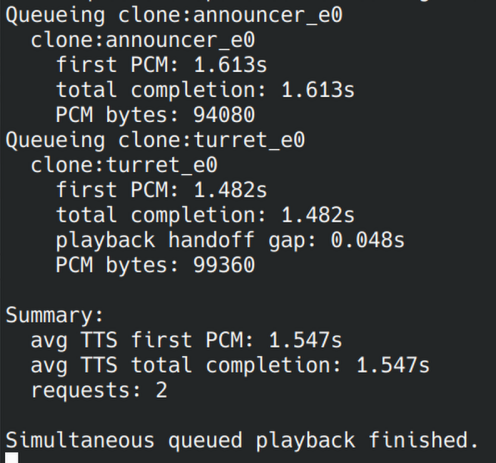 Queueing clone:announcer_e0
clone:announcer_e0
first PCM: 1.613s
total completion: 1.613s
PCM bytes: 94080
Queueing clone:turret_e0
clone:turret_e0
first PCM: 1.482s
total completion: 1.482s
playback handoff gap: 0.048s
PCM bytes: 99360
Summary:
avg TTS first PCM: 1.547s
avg TTS total completion: 1.547s
requests: 2
Simultaneous queued playback finished.